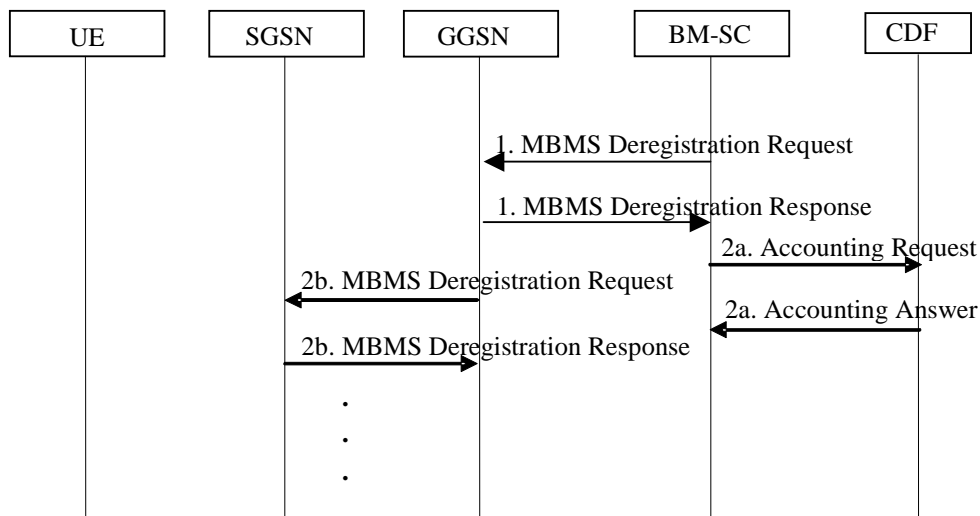 UE
SGSN
GGSN
BM-SC
CDF
1. MBMS Deregistration Request
1. MBMS Deregistration Response
2a. Accounting Request
2b. MBMS Deregistration Request
2a. Accounting Answer
2b. MBMS Deregistration Response